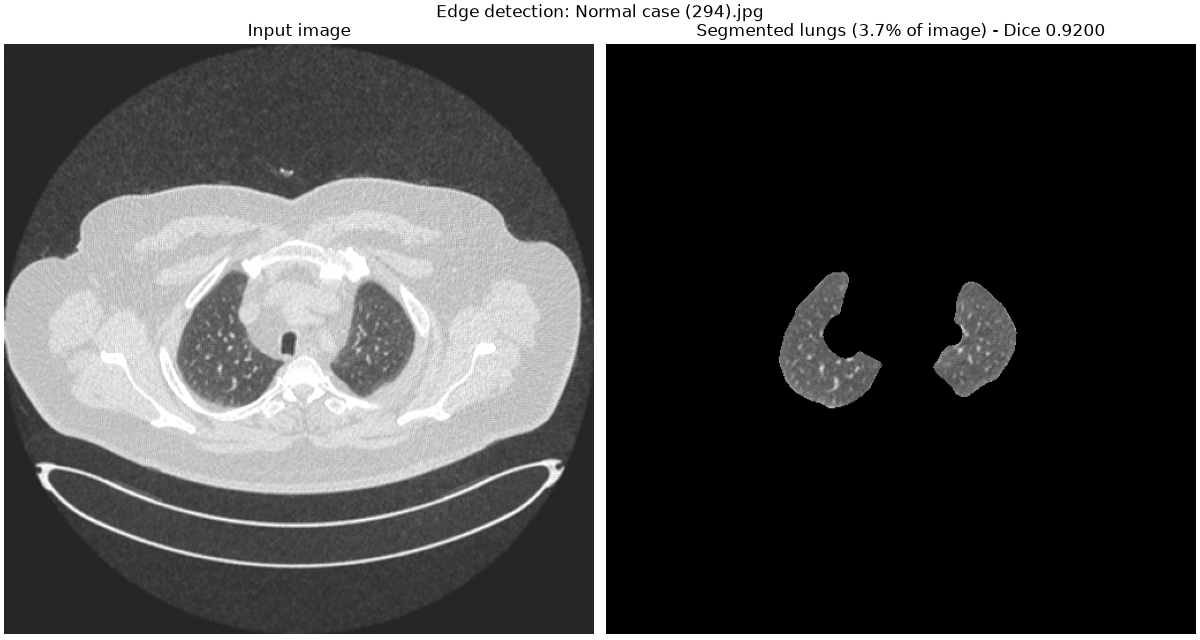 Edge detection: Normal case (294).jpg
Input image
Segmented lungs (3.7% of image) - Dice 0.9200